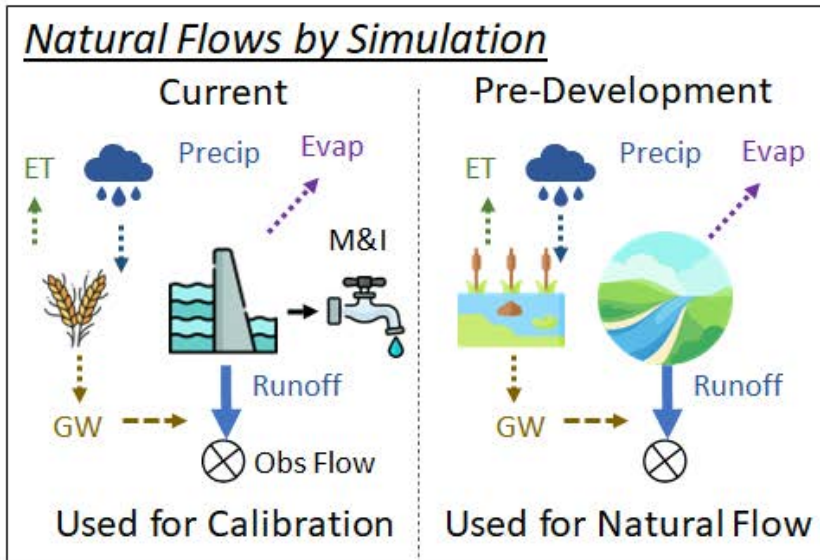 Natural Flows by Simulation
Current
Pre-Development
ET
Precip
Evap
M&I
Runoff
GW
Obs Flow
Used for Calibration
ET
Precip
Evap
Runoff
GW
Used for Natural Flow